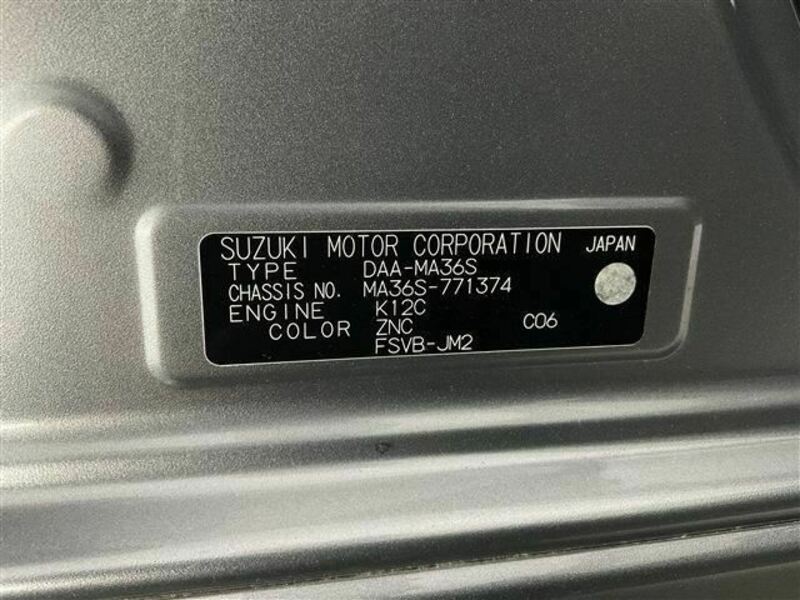 SUZUKI MOTOR CORPORATION JAPAN
TYPE DAA-MA36S
CHASSIS NO. MA36S-771374
ENGINE K12C
COLOR ZNC C06
FSVB-JM2